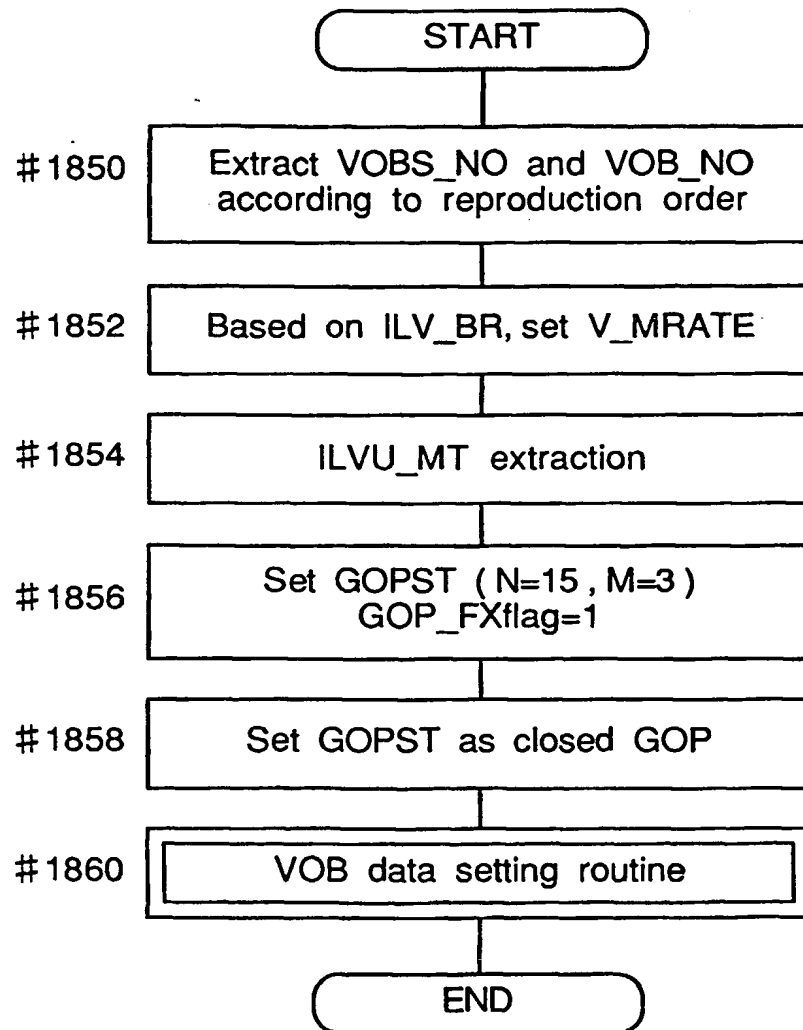 START
#1850
Extract VOBS_NO and VOB_NO
according to reproduction order
#1852
Based on ILV_BR, set V_MRATE
#1854
ILVU_MT extraction
#1856
Set GOPST (N=15, M=3)
GOP_FXflag=1
#1858
Set GOPST as closed GOP
#1860
VOB data setting routine
END